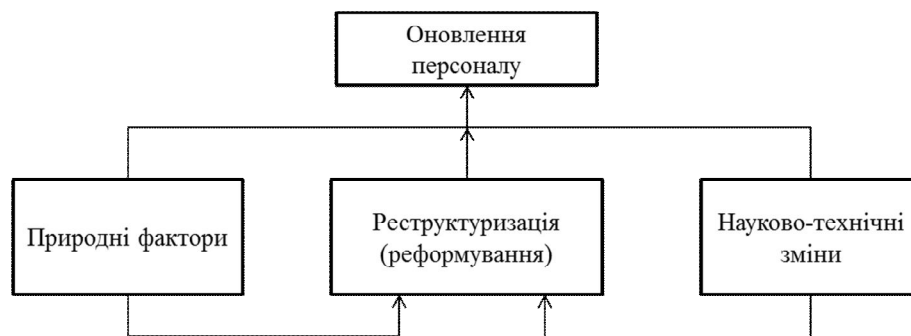 Оновлення
персоналу
Природні фактори
Реструктуризація
(реформування)
Науково-технічні
зміни